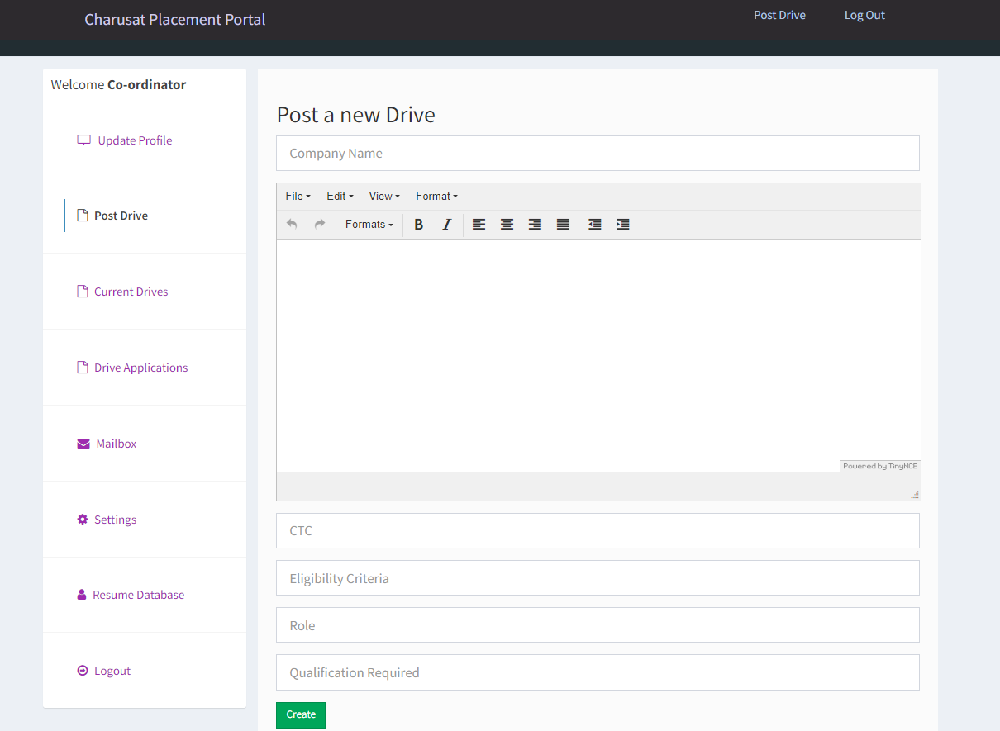 Charusat Placement Portal
Post Drive
Log Out
Welcome Co-ordinator
Update Profile
Post Drive
Current Drives
Drive Applications
Mailbox
Settings
Resume Database
Logout
Post a new Drive
Company Name
File Edit View Format
Formats B I
Powered by TinyMCE
CTC
Eligibility Criteria
Role
Qualification Required
Create